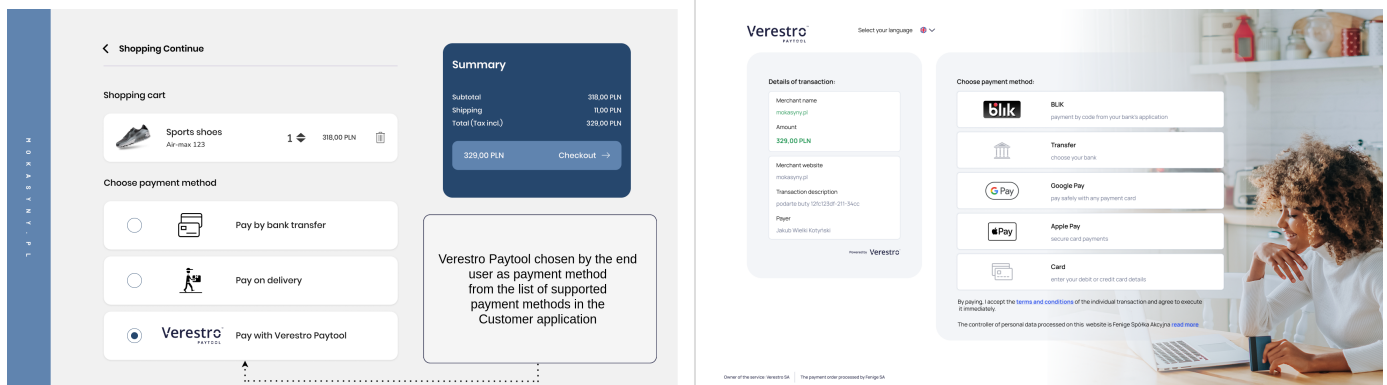 MOKASYNY.PL
Shopping Continue
Shopping cart
Sports shoes
Air-max 123
1
318,00 PLN
Choose payment method
Pay by bank transfer
Pay on delivery
Verestro
PAYTOOL
Pay with Verestro Paytool
Summary
Subtotal 318,00 PLN
Shipping 11,00 PLN
Total (Tax incl.) 329,00 PLN
329,00 PLN Checkout →
Verestro Paytool chosen by the end
user as payment method
from the list of supported
payment methods in the
Customer application
Verestro
PAYTOOL
Select your language
Details of transaction:
Merchant name
mokasyny.pl
Amount
329,00 PLN
Merchant website
mokasyny.pl
Transaction description
podarte buty 121c123df-211-34cc
Payer
Jakub Wielki Kotyński
Powered by Verestro
Choose payment method:
blik
BLIK
payment by code from your bank's application
Transfer
choose your bank
G Pay
Google Pay
pay safely with any payment card
Pay
Apple Pay
secure card payments
Card
enter your debit or credit card details
By paying, I accept the terms and conditions of the individual transaction and agree to execute
it immediately.
The controller of personal data processed on this website is Fenige Spółka Akcyjna read more
Owner of the service: Verestro SA | The payment order processed by Fenige SA